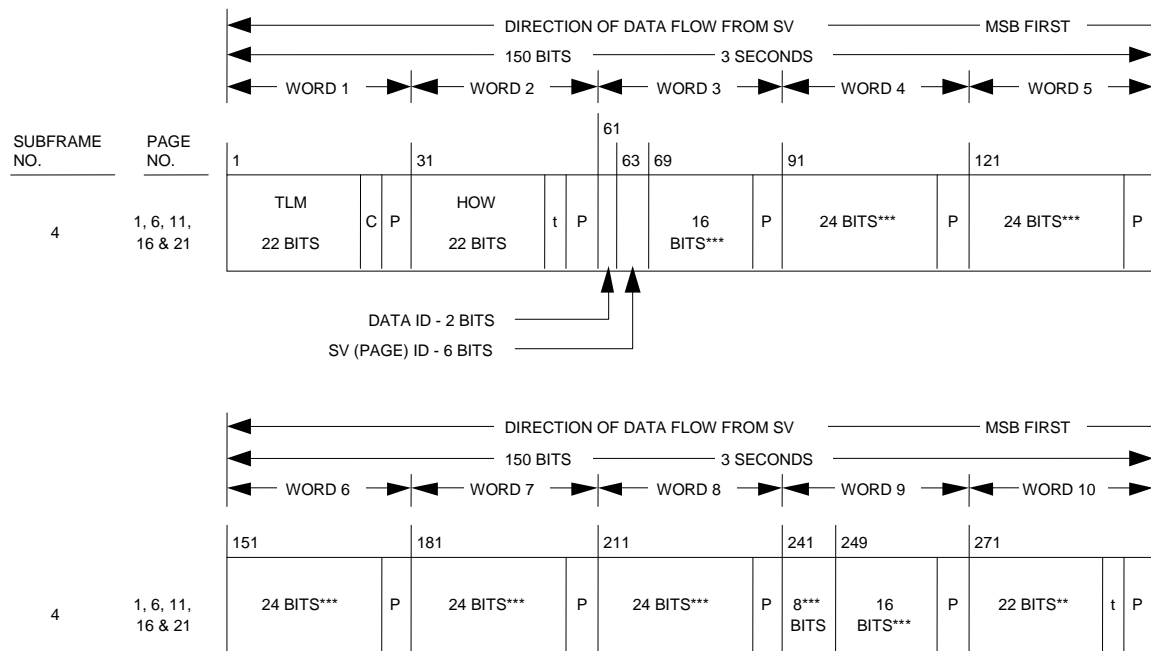 DIRECTION OF DATA FLOW FROM SV MSB FIRST
150 BITS 3 SECONDS
WORD 1 WORD 2 WORD 3 WORD 4 WORD 5
SUBFRAME NO. PAGE NO.
1 31 61 63 69 91 121
4 1, 6, 11, 16 & 21
TLM 22 BITS C P HOW 22 BITS t P 16 BITS*** P 24 BITS*** P 24 BITS*** P
DATA ID - 2 BITS
SV (PAGE) ID - 6 BITS
DIRECTION OF DATA FLOW FROM SV MSB FIRST
150 BITS 3 SECONDS
WORD 6 WORD 7 WORD 8 WORD 9 WORD 10
151 181 211 241 249 271
4 1, 6, 11, 16 & 21
24 BITS*** P 24 BITS*** P 24 BITS*** P 8*** BITS 16 BITS*** P 22 BITS** t P